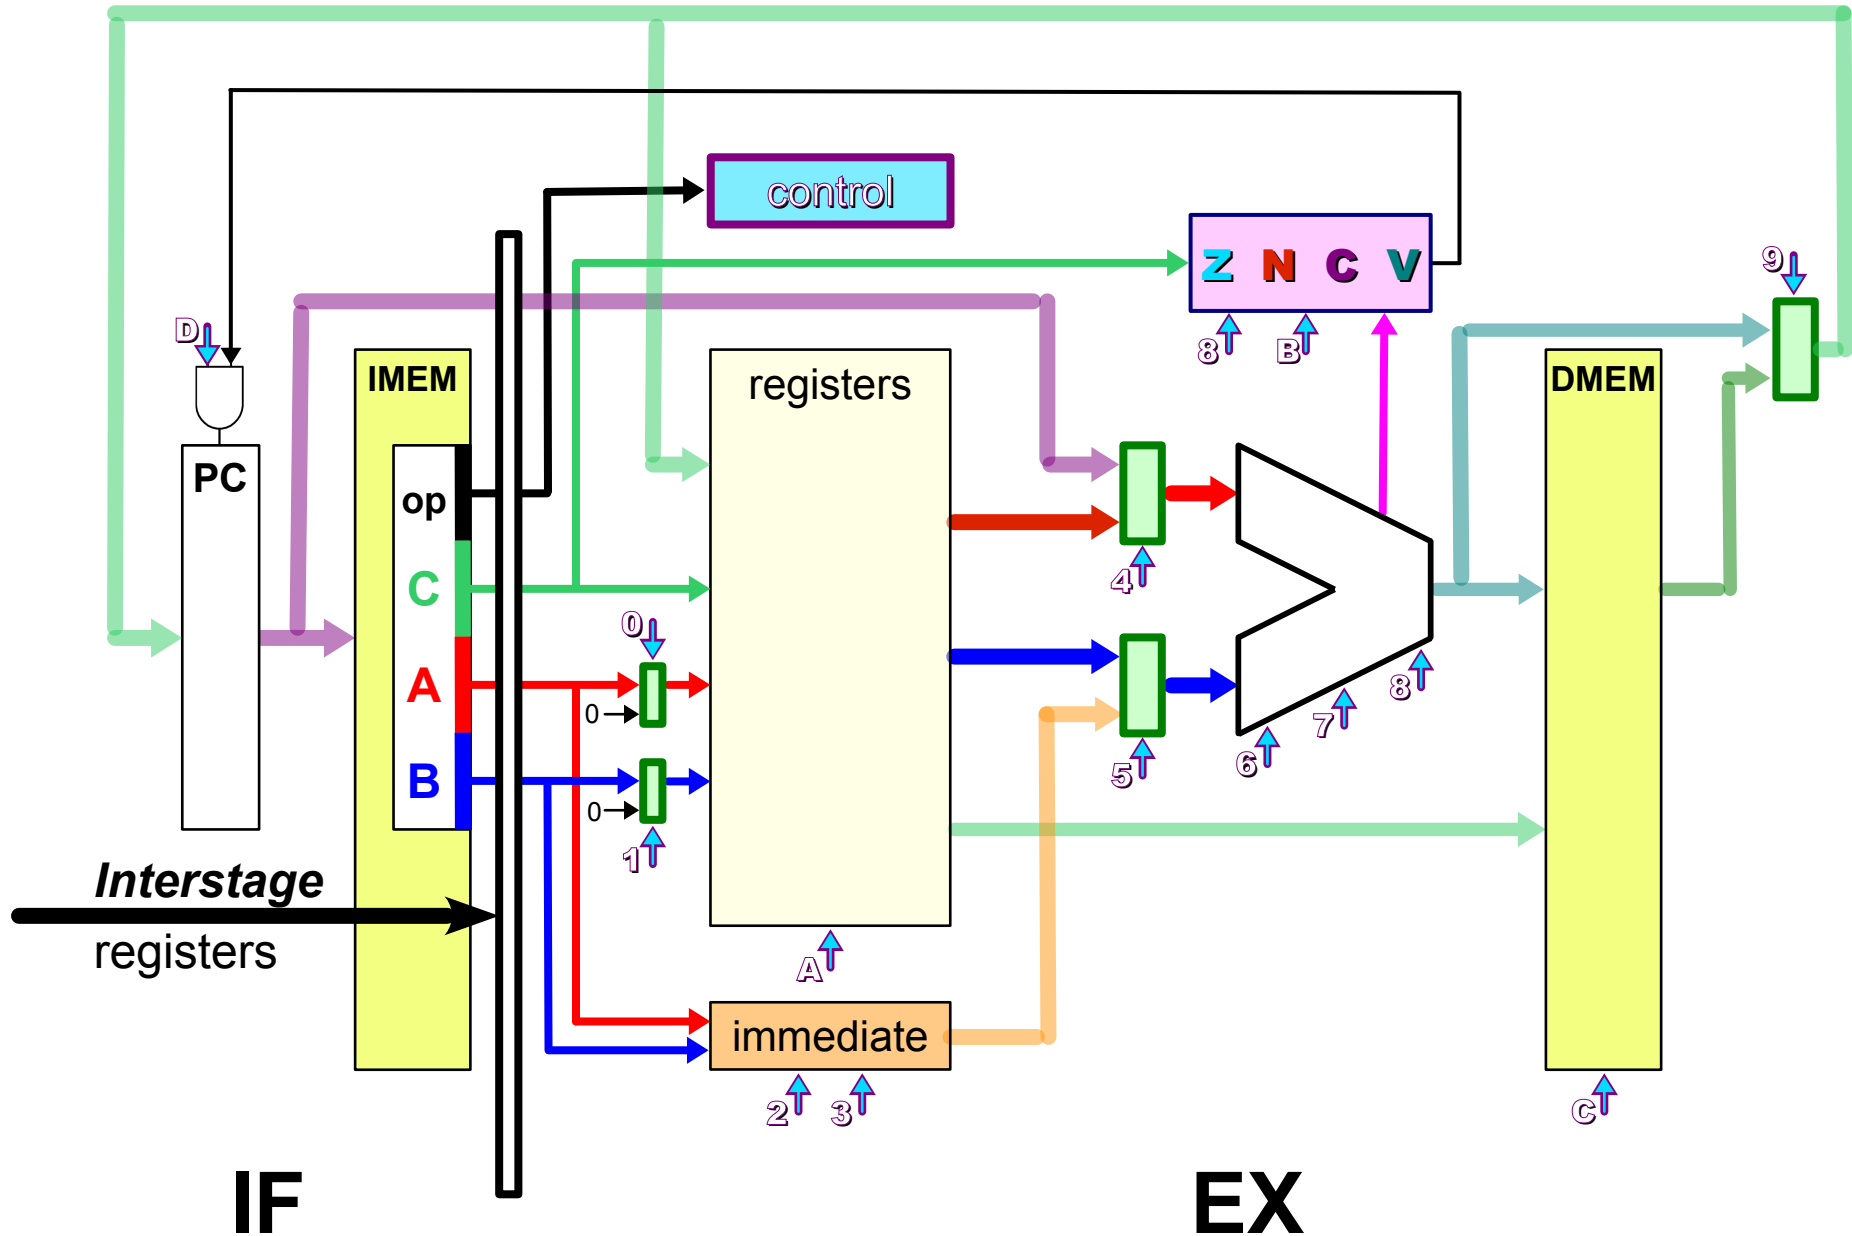 control
Z N C V
9
8
B
D
IMEM
registers
DMEM
PC
op
C
4
0
A
0
8
7
B
0
5
6
1
Interstage
registers
A
immediate
2
3
C
IF
EX